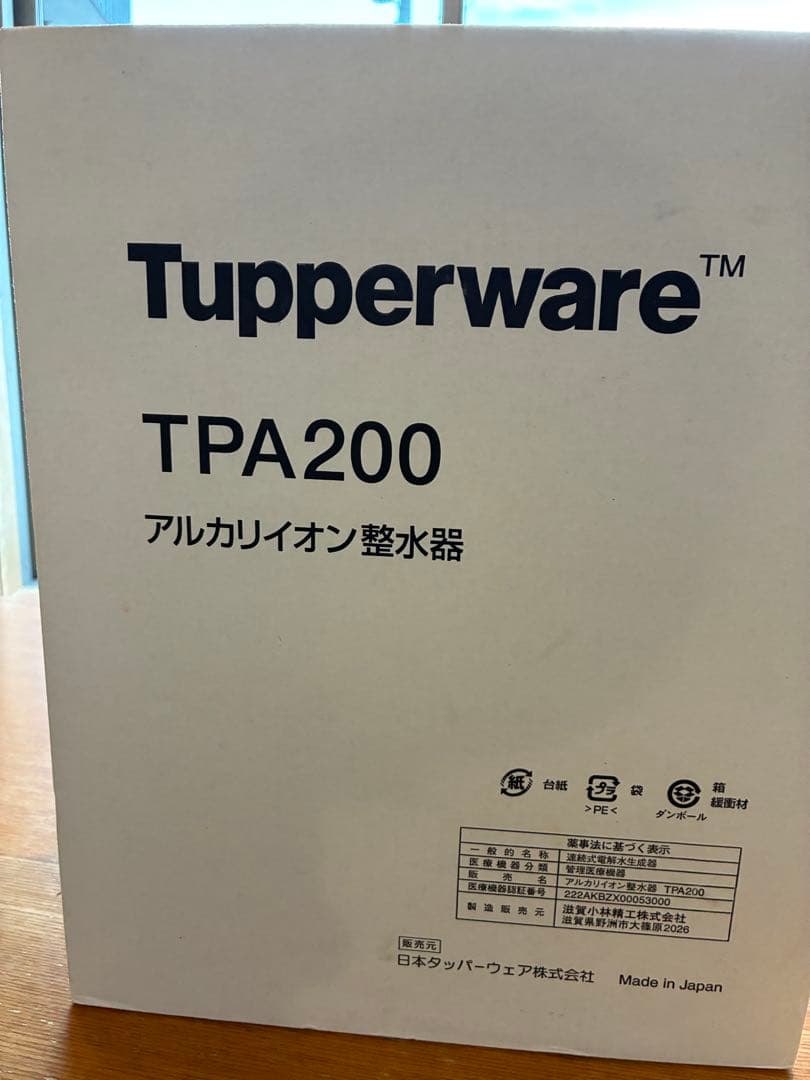 Tupperware™
TPA200
アルカリイオン整水器
紙 台紙 プラ 袋 箱
>PE< ダンボール 緩衝材
薬事法に基づく表示
一般的名称 連続式電解水生成器
医療機器分類 管理医療機器
販売名 アルカリイオン整水器 TPA200
医療機器認証番号 222AKBZX00053000
製造販売元 滋賀小林精工株式会社
滋賀県野洲市大篠原2026
販売元
日本タッパーウェア株式会社 Made in Japan